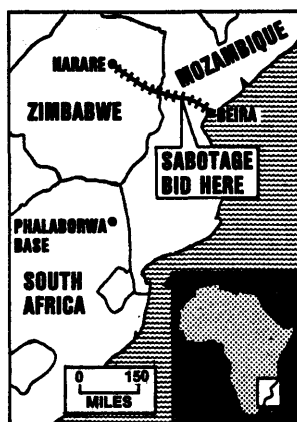 HARARE
MOZAMBIQUE
ZIMBABWE
BEIRA
SABOTAGE
BID HERE
PHALABORWA
BASE
SOUTH
AFRICA
0 150
MILES